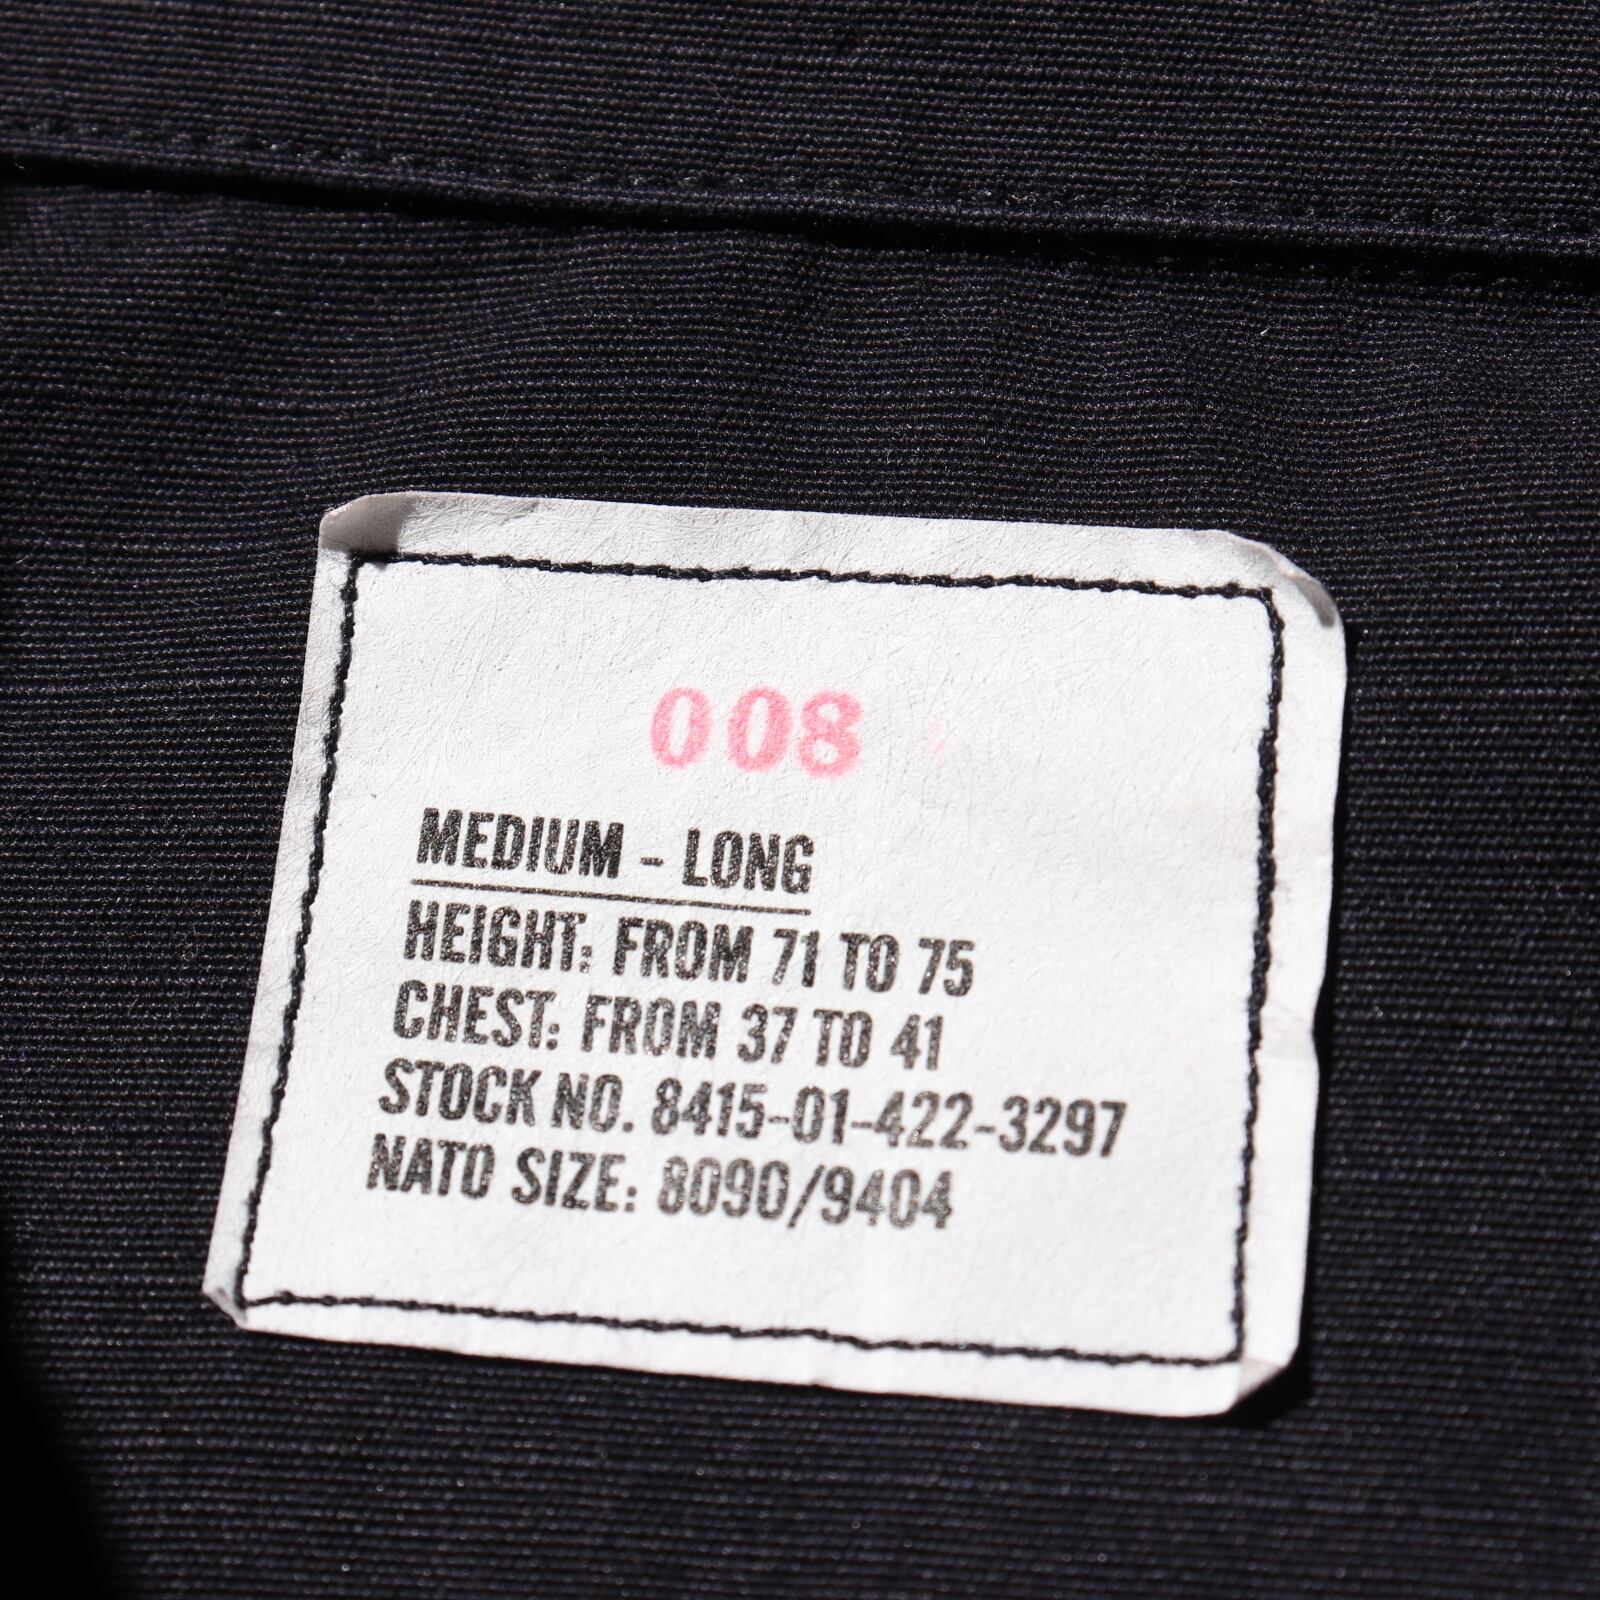 008
MEDIUM - LONG
HEIGHT: FROM 71 TO 75
CHEST: FROM 37 TO 41
STOCK NO. 8415-01-422-3297
NATO SIZE: 8090/9404